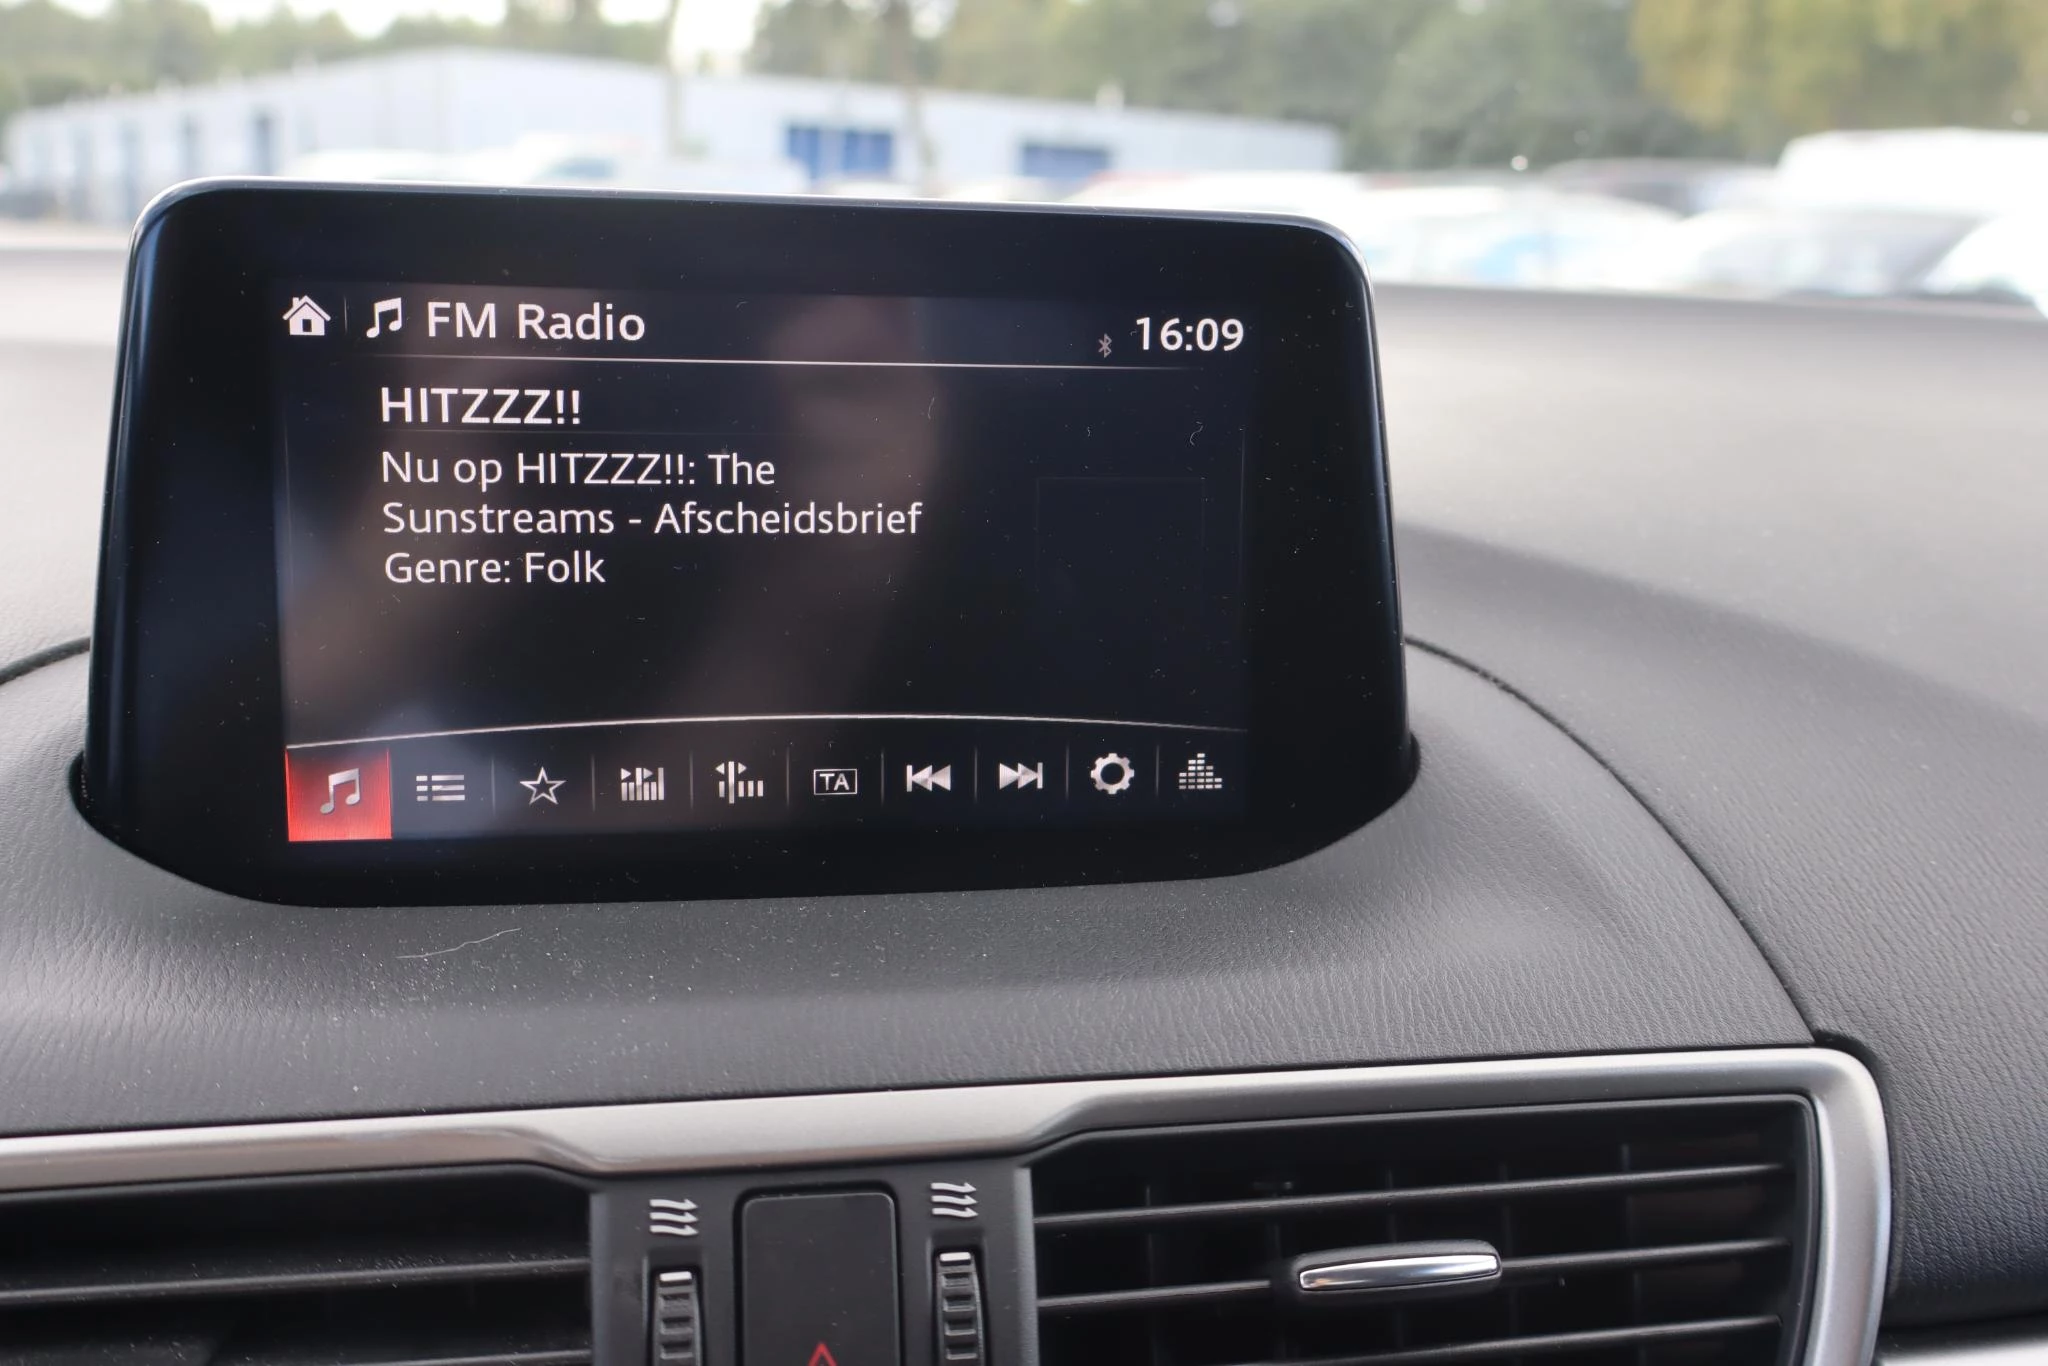 FM Radio
16:09
HITZZZ!!
Nu op HITZZZ!!: The
Sunstreams - Afscheidsbrief
Genre: Folk
TA